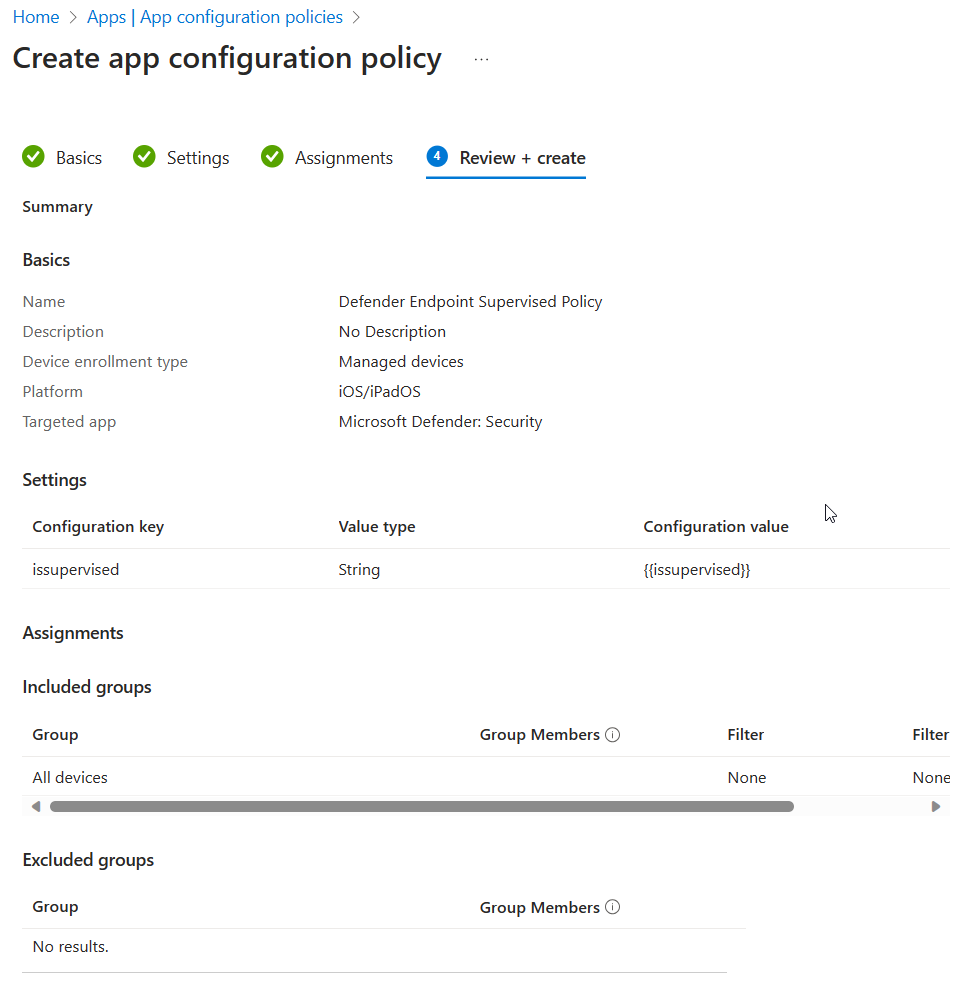 Home > Apps | App configuration policies >
Create app configuration policy ...
Basics Settings Assignments 4 Review + create
Summary
Basics
Name Defender Endpoint Supervised Policy
Description No Description
Device enrollment type Managed devices
Platform iOS/iPadOS
Targeted app Microsoft Defender: Security
Settings
Configuration key Value type Configuration value
issupervised String {{issupervised}}
Assignments
Included groups
Group Group Members Filter Filter
All devices None None
Excluded groups
Group Group Members
No results.